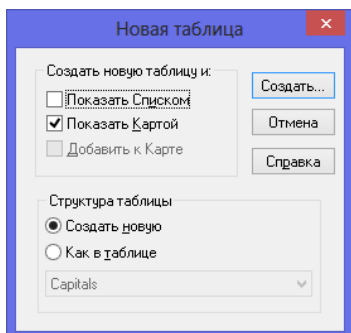 Новая таблица
Создать новую таблицу и:
Показать Списком
Показать Картой
Добавить к Карте
Создать...
Отмена
Справка
Структура таблицы
Создать новую
Как в таблице
Capitals